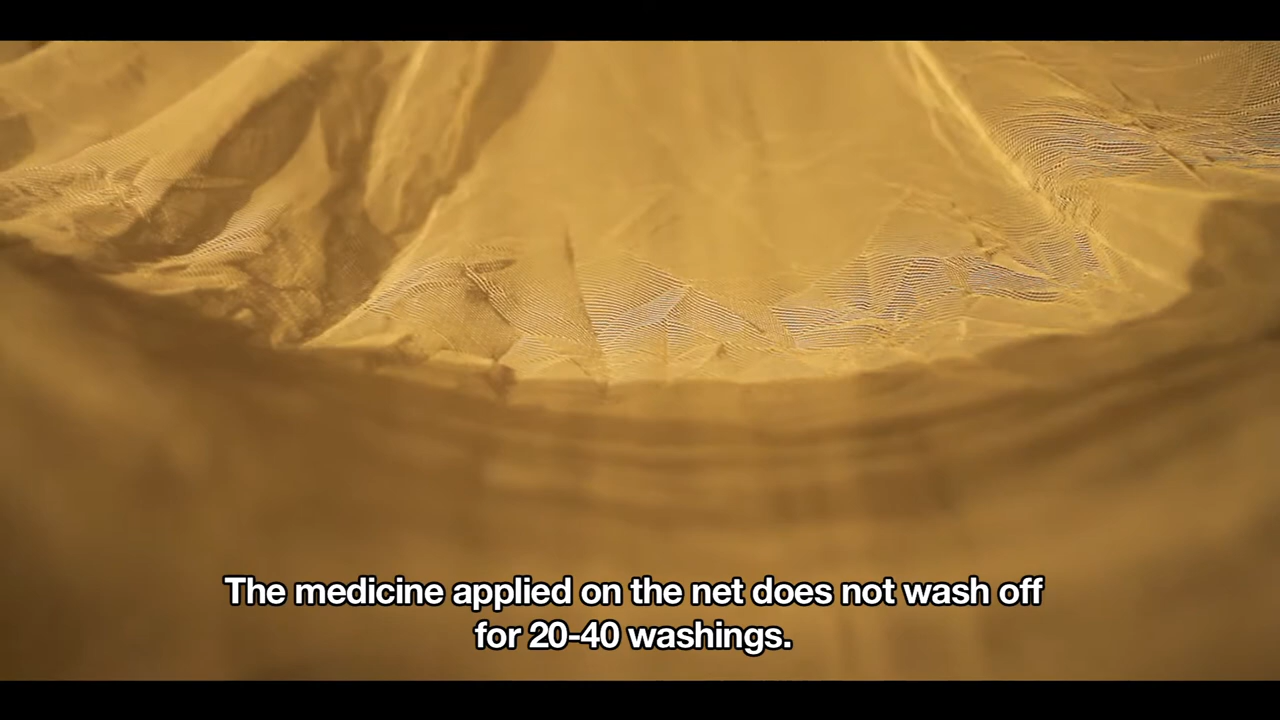 The medicine applied on the net does not wash off
for 20-40 washings.